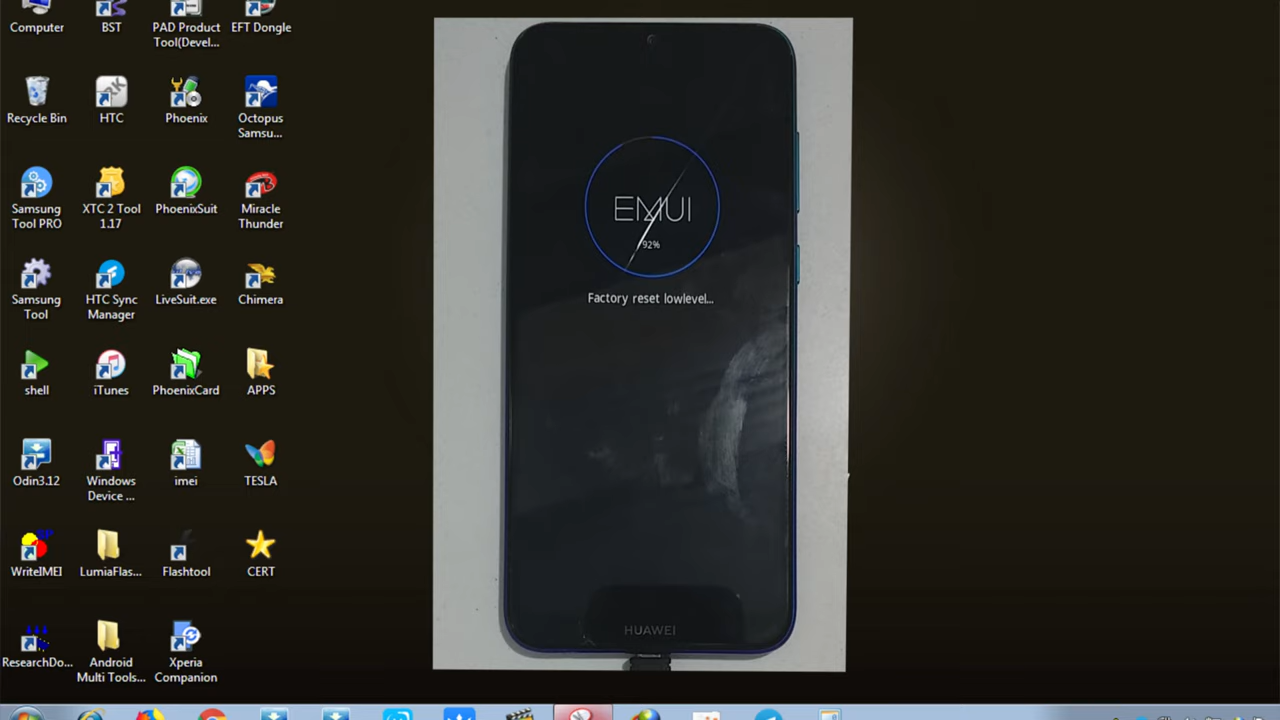 Computer
BST
PAD Product
Tool(Devel...
EFT Dongle
Recycle Bin
HTC
Phoenix
Octopus
Samsu...
Samsung
Tool PRO
XTC 2 Tool
1.17
PhoenixSuit
Miracle
Thunder
Samsung
Tool
HTC Sync
Manager
LiveSuit.exe
Chimera
shell
iTunes
PhoenixCard
APPS
Odin3.12
Windows
Device ...
imei
TESLA
WriteIMEI
LumiaFlas...
Flashtool
CERT
ResearchDo...
Android
Multi Tools...
Xperia
Companion
EMUI
92%
Factory reset lowlevel...
HUAWEI